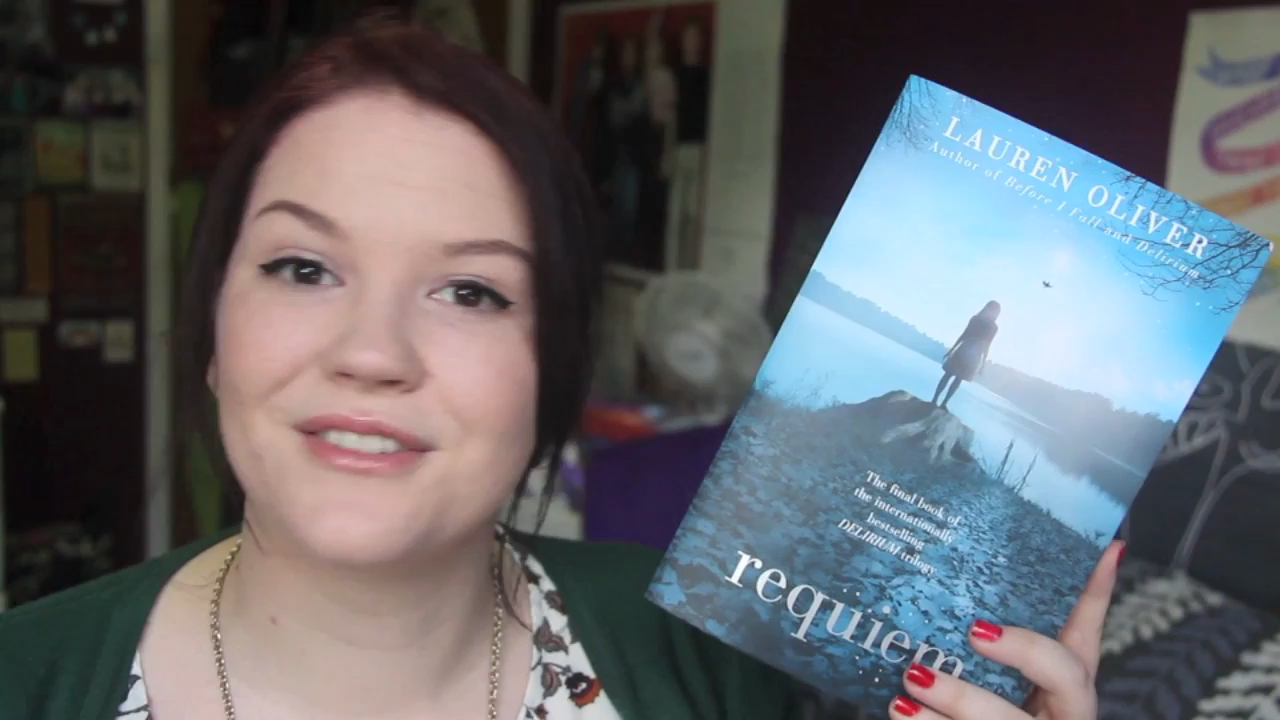 LAUREN OLIVER
Author of Before I Fall and Delirium
The final book of
the internationally
bestselling
DELIRIUM trilogy
requiem